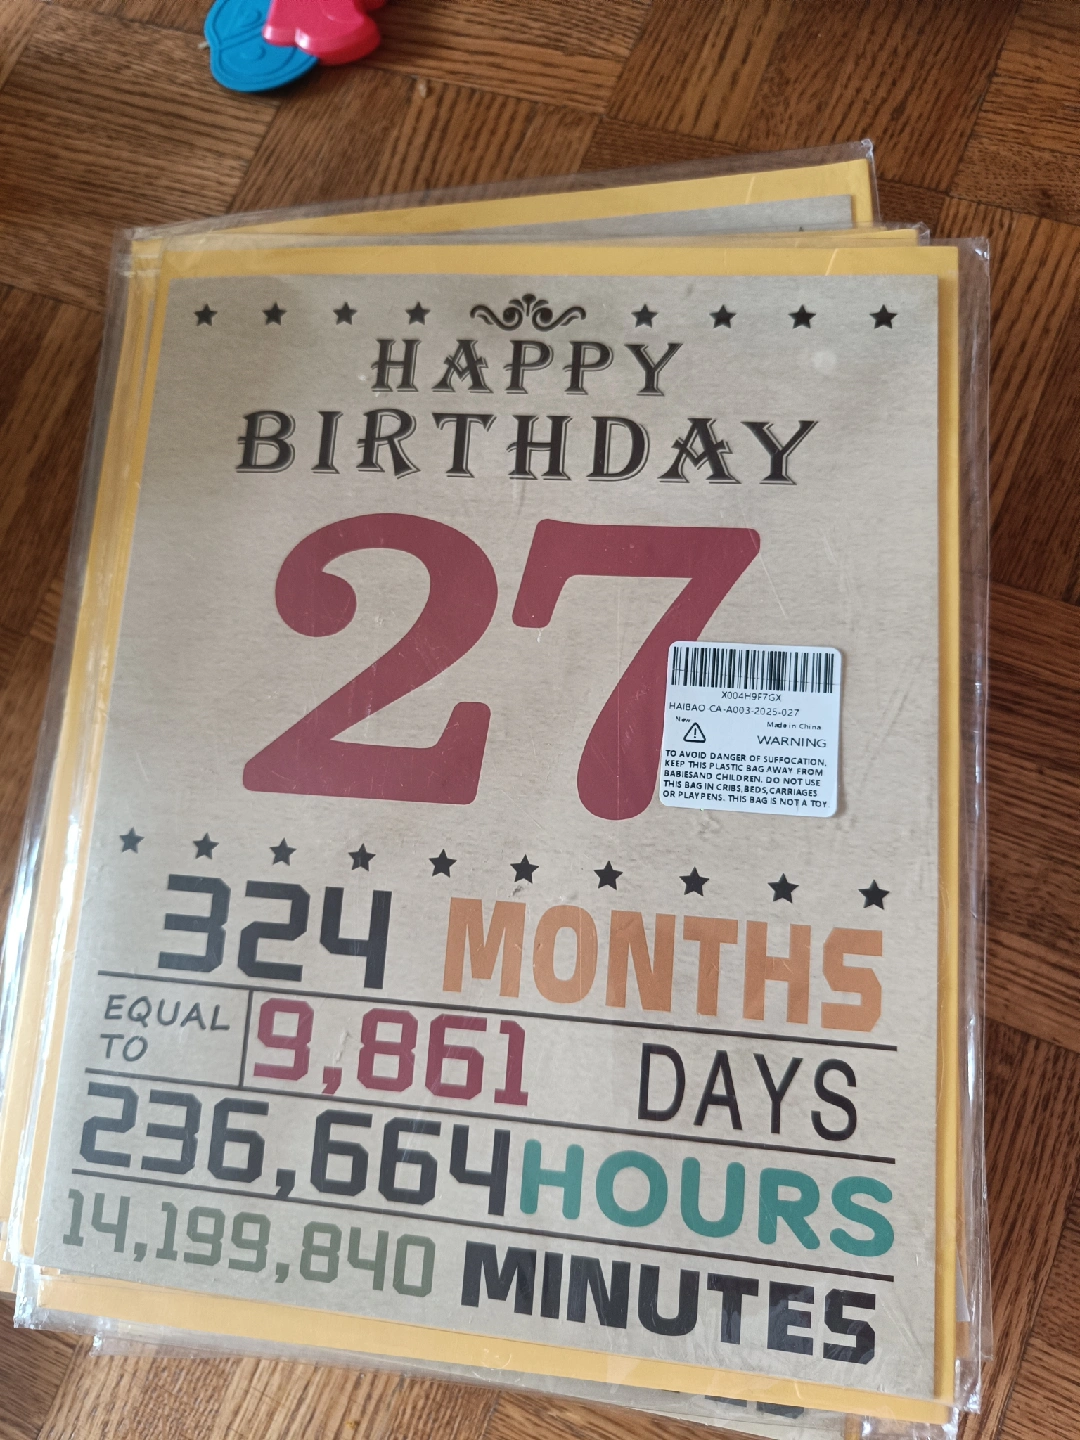 HAPPY
BIRTHDAY
27
X004H9F7GX
HAIBAO-CA-A003-2025-027
New
Made in China
WARNING
TO AVOID DANGER OF SUFFOCATION,
KEEP THIS PLASTIC BAG AWAY FROM
BABIESAND CHILDREN. DO NOT USE
THIS BAG IN CRIBS,BEDS,CARRIAGES
OR PLAYPENS. THIS BAG IS NOT A TOY.
324 MONTHS
EQUAL TO 9,861 DAYS
236,664 HOURS
14,199,840 MINUTES